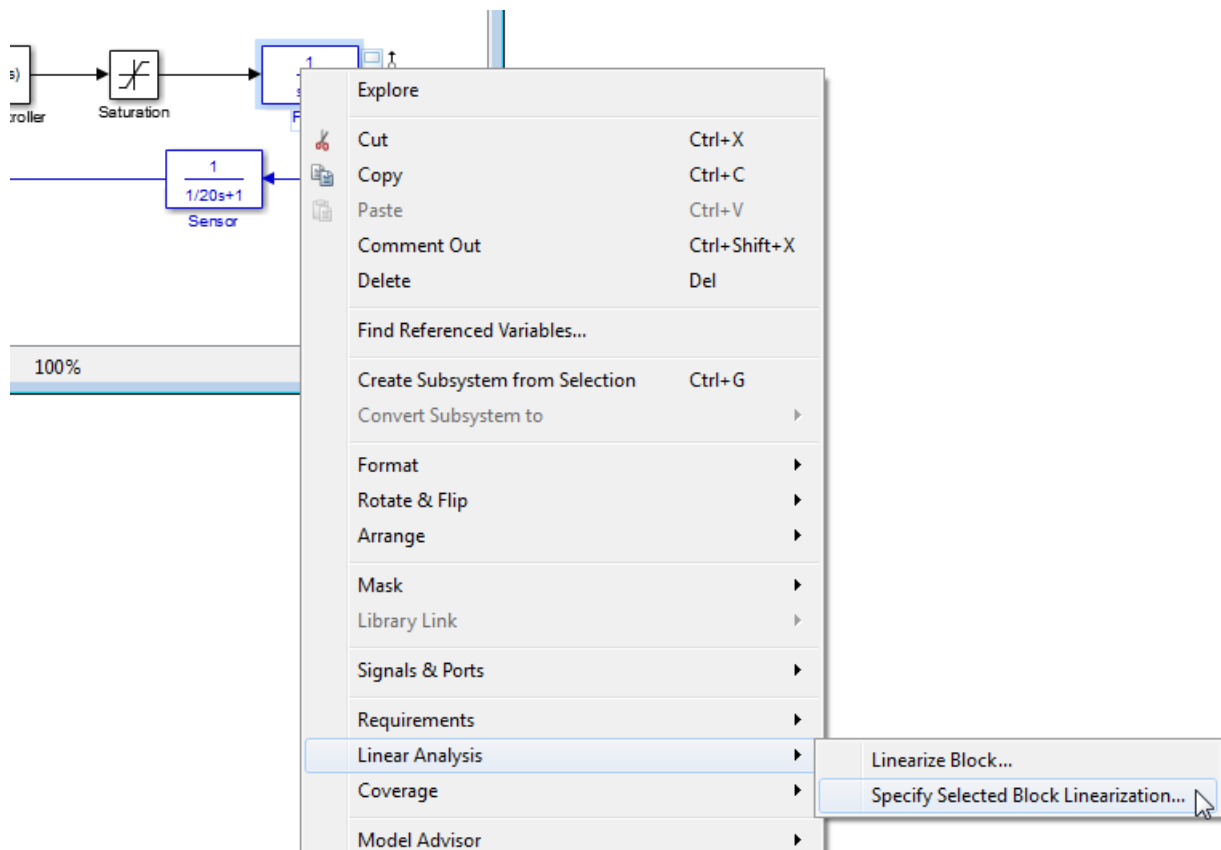 s)
roller
Saturation
1
s
P
1
1/20s+1
Sensor
100%
Explore
Cut Ctrl+X
Copy Ctrl+C
Paste Ctrl+V
Comment Out Ctrl+Shift+X
Delete Del
Find Referenced Variables...
Create Subsystem from Selection Ctrl+G
Convert Subsystem to
Format
Rotate & Flip
Arrange
Mask
Library Link
Signals & Ports
Requirements
Linear Analysis
Linearize Block...
Specify Selected Block Linearization...
Coverage
Model Advisor